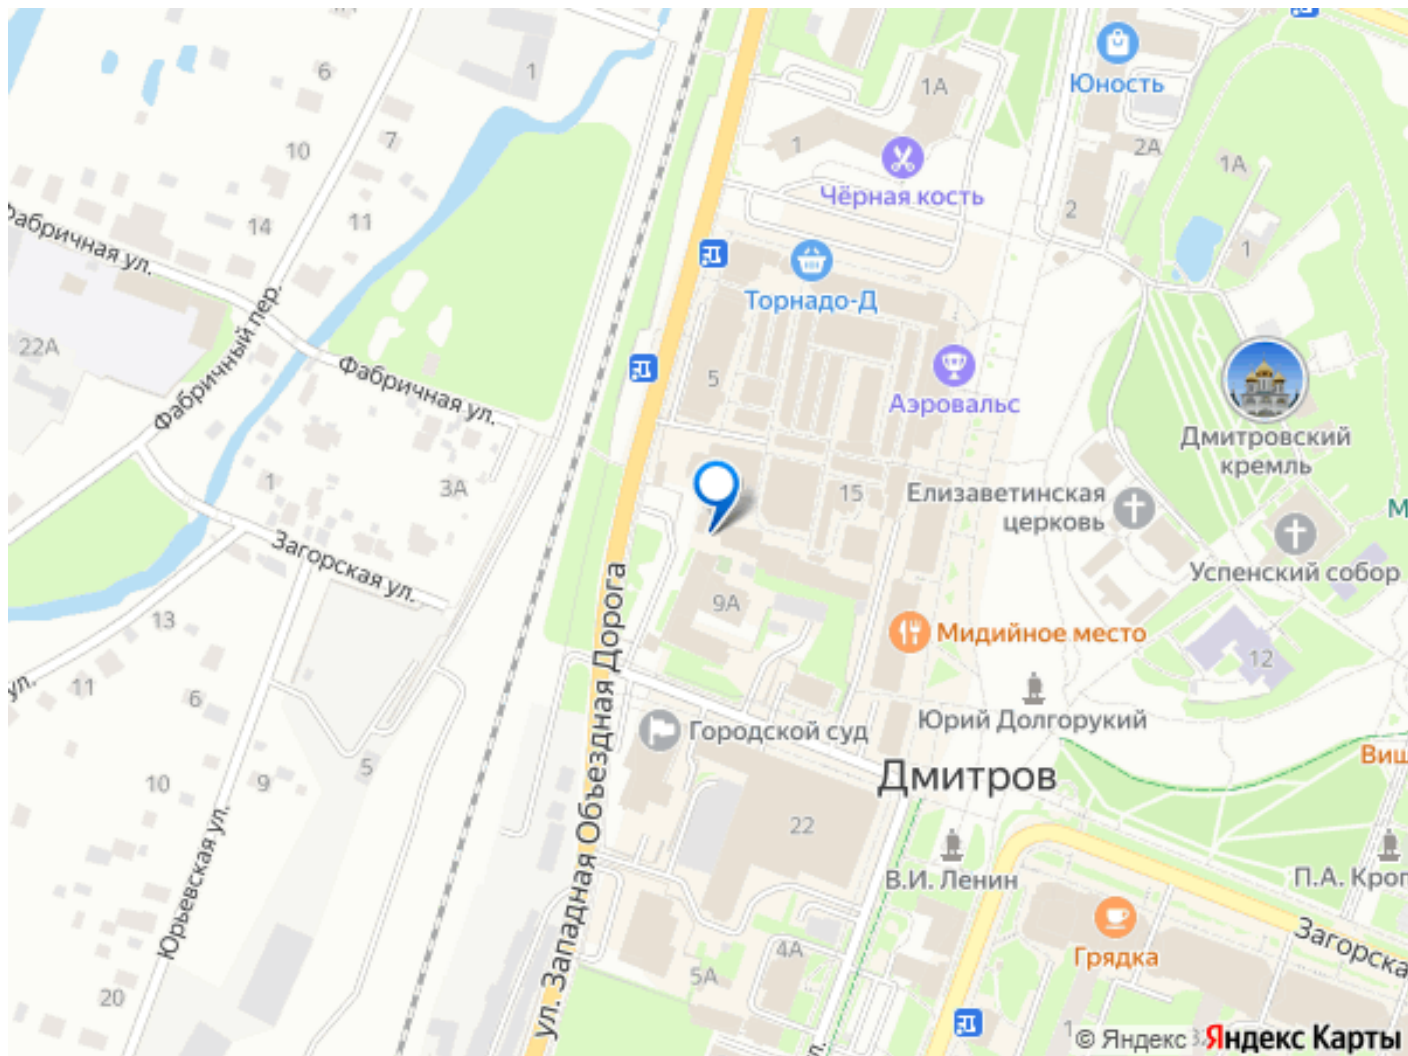 6
1
1А
Юность
7
10
1
2А
1А
Чёрная кость
14
11
2
1
Фабричная ул.
Торнадо-Д
22А
Фабричный пер.
Фабричная ул.
5
Аэровальс
Дмитровский
кремль
1
3А
15
Елизаветинская
церковь
Загорская ул.
Успенский собор
13
9А
Мидийное место
12
ул.
11
6
Юрий Долгорукий
Городской суд
Дмитров
5
10
9
22
ул. Западная Объездная Дорога
Юрьевская ул.
В.И. Ленин
Грядка
4А
5А
20
1
© Яндекс Яндекс Карты